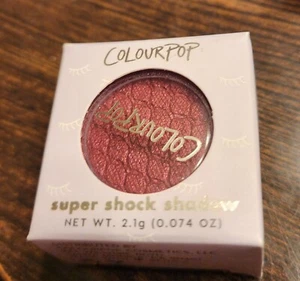 COLOURPOP
COLOURPOP
super shock shadow
NET WT. 2.1g (0.074 OZ)